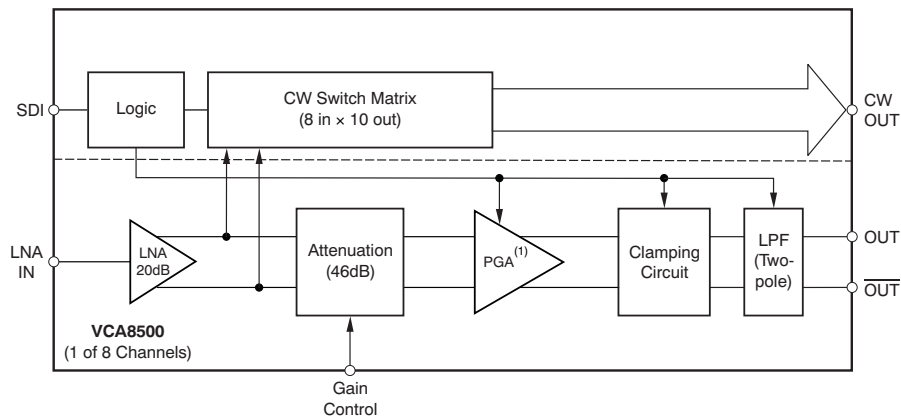 SDI
Logic
CW Switch Matrix
(8 in × 10 out)
CW
OUT
LNA
IN
LNA
20dB
Attenuation
(46dB)
PGA(1)
Clamping
Circuit
LPF
(Two-
pole)
OUT
OUT
VCA8500
(1 of 8 Channels)
Gain
Control